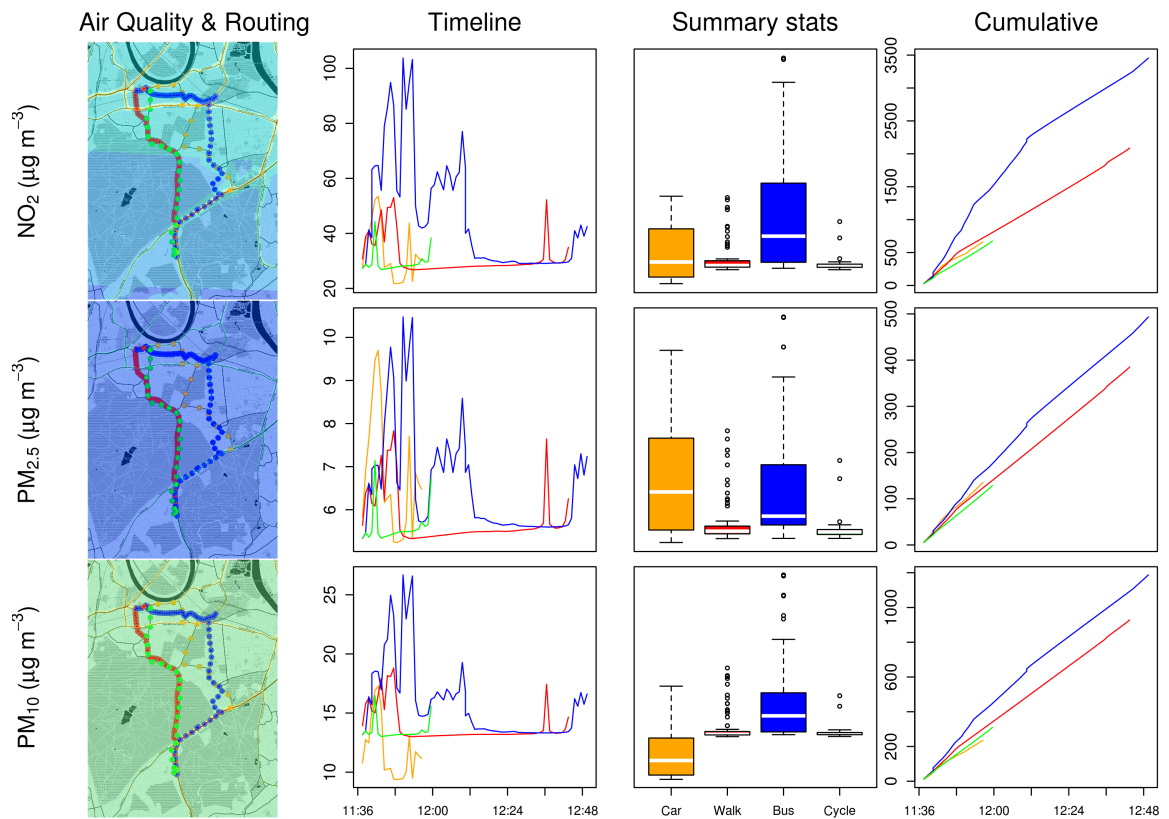 Air Quality & Routing Timeline Summary stats Cumulative
NO2 (µg m−3)
20 40 60 80 100
0 500 1500 2500 3500
PM2.5 (µg m−3)
6 7 8 9 10
0 100 200 300 400 500
PM10 (µg m−3)
10 15 20 25
0 200 600 1000
11:36 12:00 12:24 12:48
Car Walk Bus Cycle
11:36 12:00 12:24 12:48